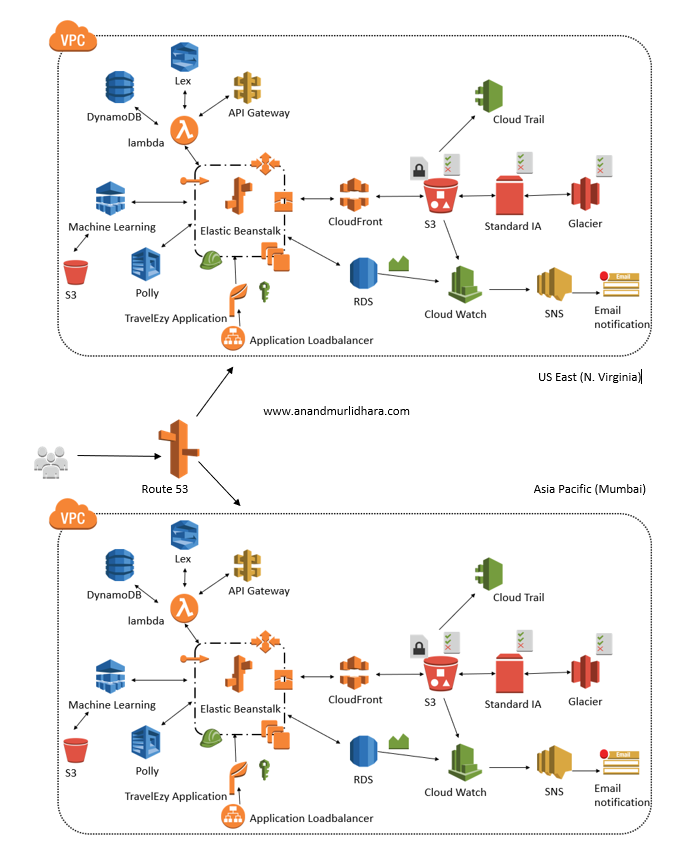 VPC
Lex
DynamoDB
API Gateway
Cloud Trail
lambda
Machine Learning
Elastic Beanstalk
CloudFront
S3
Standard IA
Glacier
S3
Polly
RDS
Cloud Watch
SNS
Email
Email
notification
TravelEzy Application
Application Loadbalancer
US East (N. Virginia)
www.anandmurlidhara.com
Route 53
Asia Pacific (Mumbai)
VPC
Lex
DynamoDB
API Gateway
Cloud Trail
lambda
Machine Learning
Elastic Beanstalk
CloudFront
S3
Standard IA
Glacier
S3
Polly
RDS
Cloud Watch
SNS
Email
Email
notification
TravelEzy Application
Application Loadbalancer